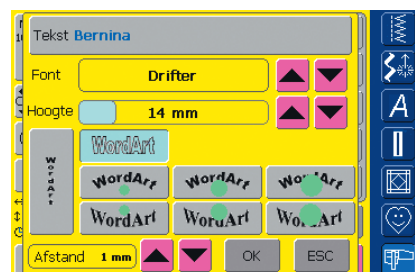 Tekst Bernina
Font Drifter
Hoogte 14 mm
WordArt
WordArt
WordArt WordArt WordArt
WordArt WordArt WordArt
Afstand 1 mm OK ESC
A